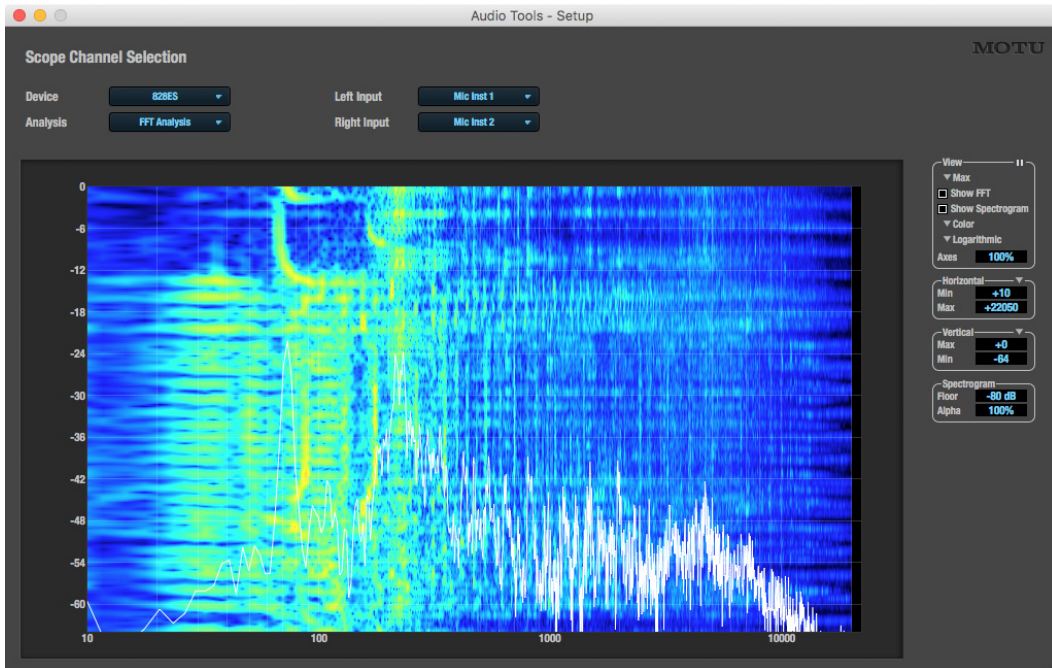 Audio Tools - Setup
MOTU
Scope Channel Selection
Device 828ES Left Input Mic Inst 1
Analysis FFT Analysis Right Input Mic Inst 2
View
Max
Show FFT
Show Spectrogram
Color
Logarithmic
Axes 100%
Horizontal
Min +10
Max +22050
Vertical
Max +0
Min -64
Spectrogram
Floor -80 dB
Alpha 100%
0
-6
-12
-18
-24
-30
-36
-42
-48
-54
-60
10 100 1000 10000